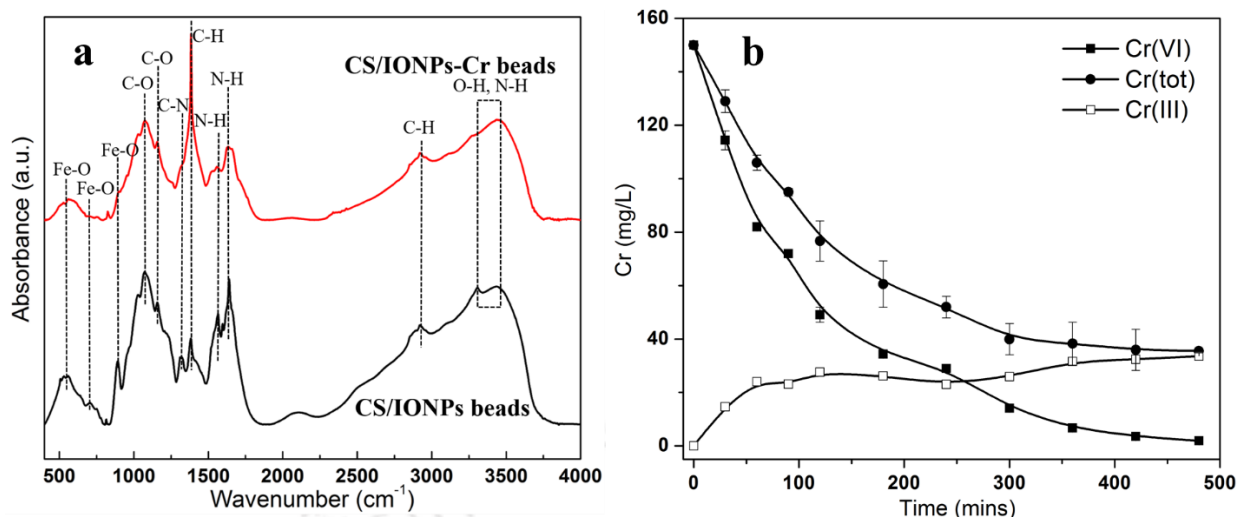 a
C-H
CS/IONPs-Cr beads
C-O
C-O
N-H
O-H, N-H
C-N
N-H
C-H
Fe-O
Fe-O
Fe-O
CS/IONPs beads
Absorbance (a.u.)
500 1000 1500 2000 2500 3000 3500 4000
Wavenumber (cm⁻¹)
b
Cr(VI)
Cr(tot)
Cr(III)
160
120
80
40
0
Cr (mg/L)
0 100 200 300 400 500
Time (mins)